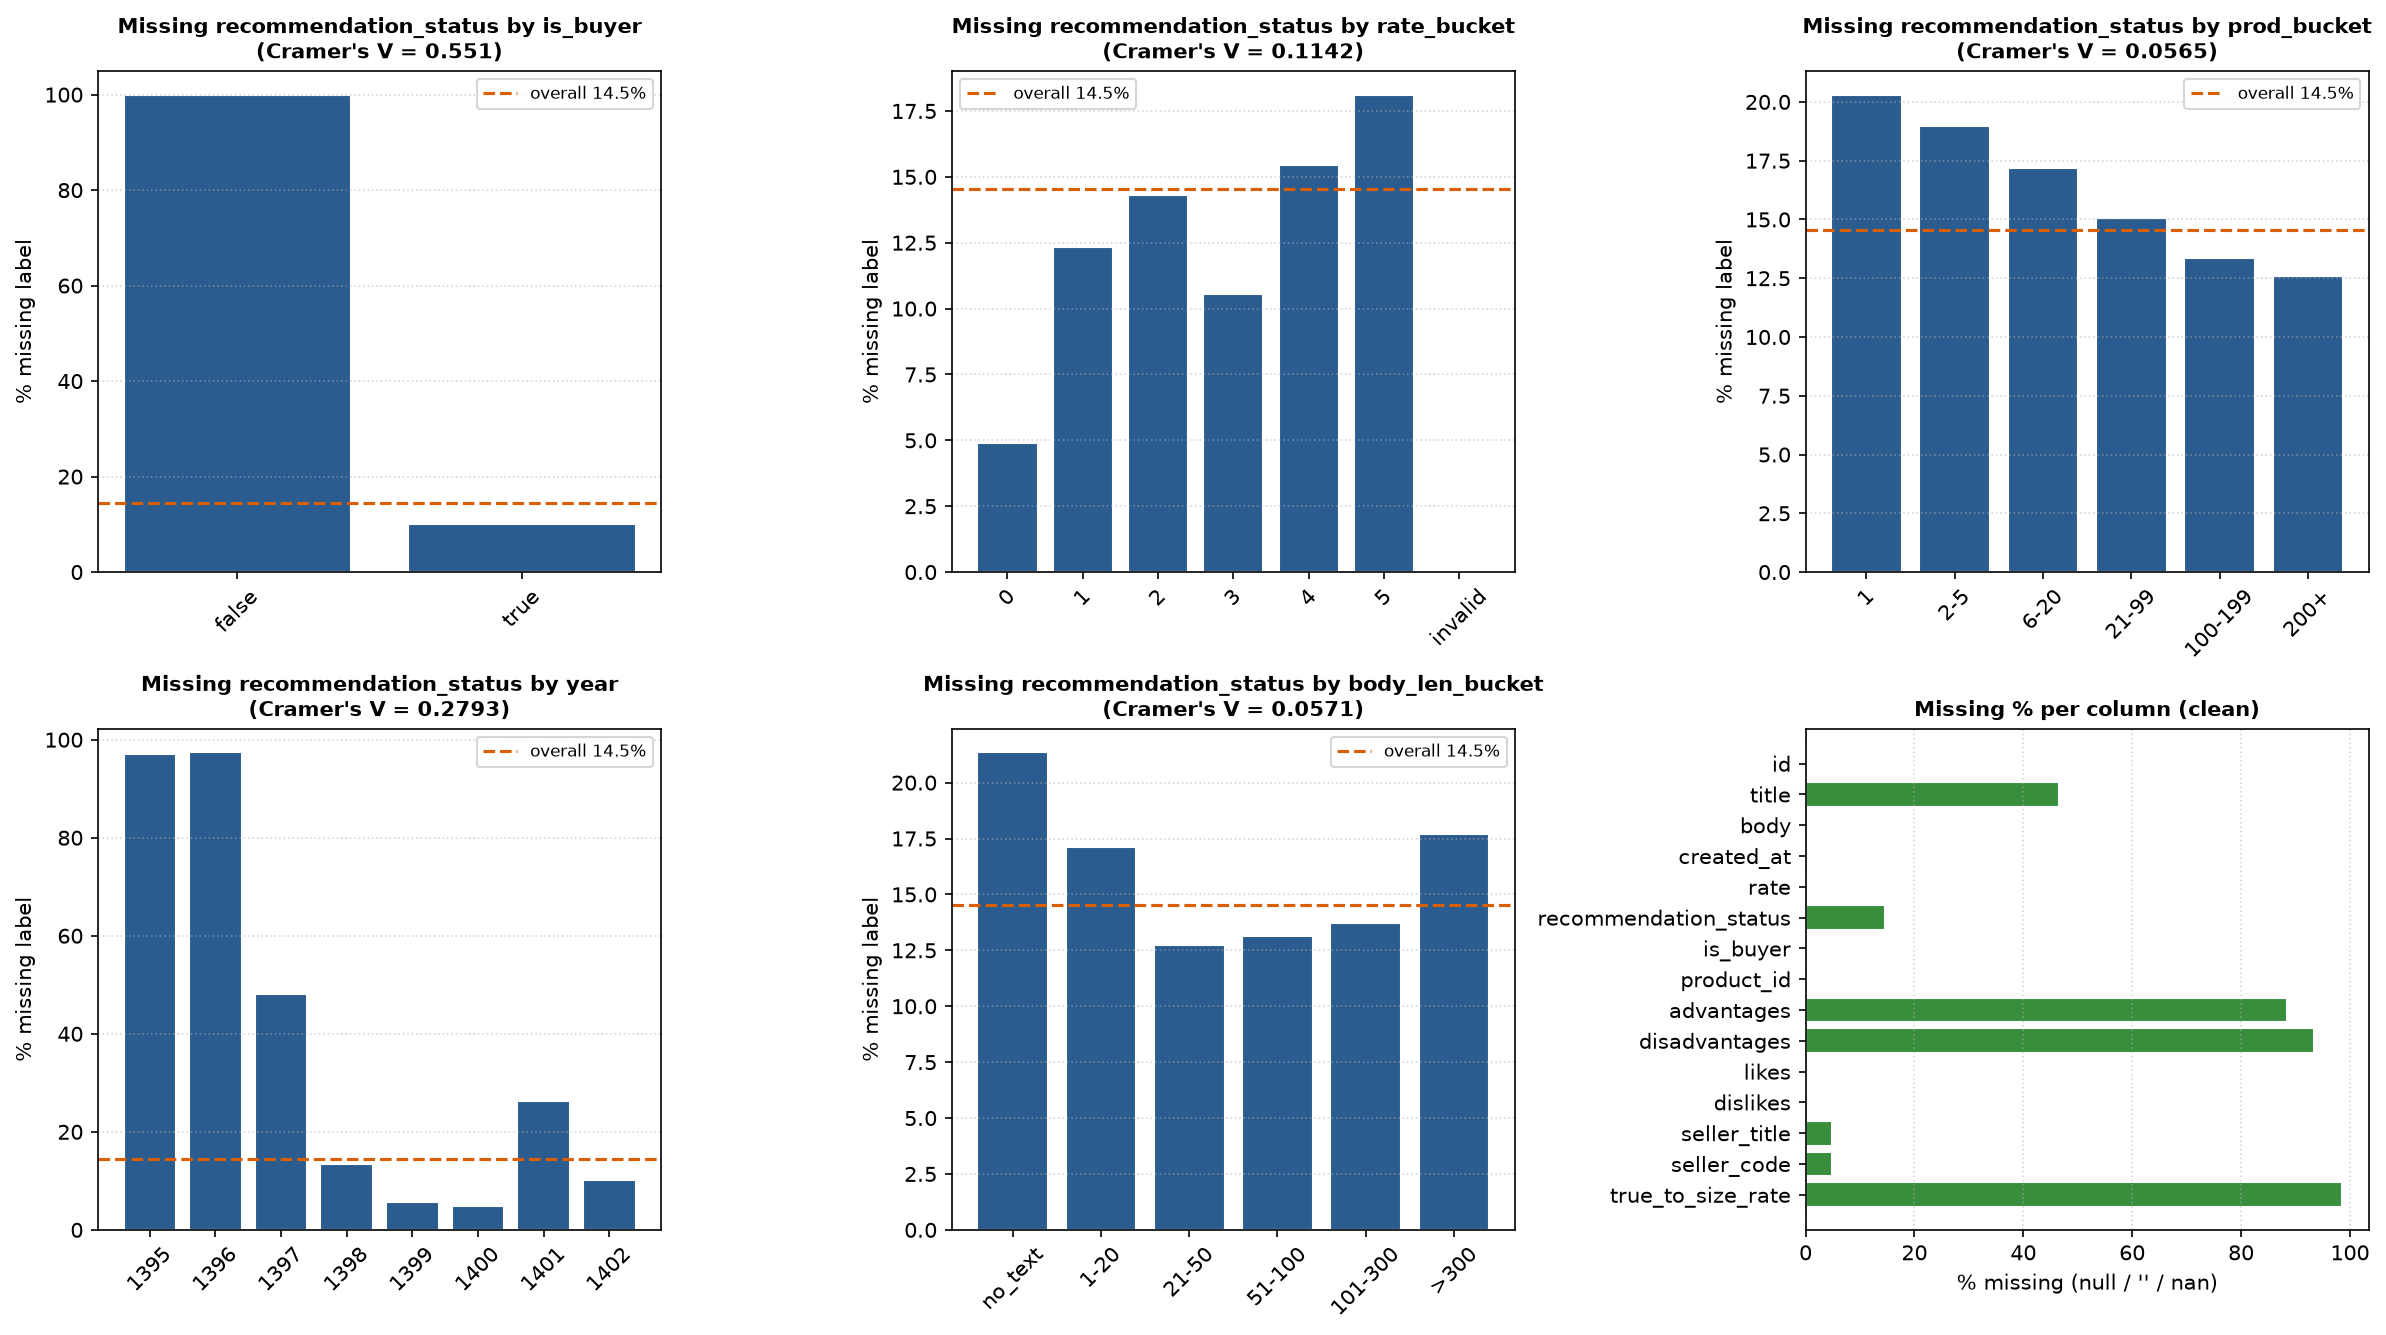 Missing recommendation_status by is_buyer
(Cramer's V = 0.551)
overall 14.5%
% missing label
100
80
60
40
20
0
false
true
Missing recommendation_status by rate_bucket
(Cramer's V = 0.1142)
overall 14.5%
% missing label
17.5
15.0
12.5
10.0
7.5
5.0
2.5
0.0
0
1
2
3
4
5
invalid
Missing recommendation_status by prod_bucket
(Cramer's V = 0.0565)
overall 14.5%
% missing label
20.0
17.5
15.0
12.5
10.0
7.5
5.0
2.5
0.0
1
2-5
6-20
21-99
100-199
200+
Missing recommendation_status by year
(Cramer's V = 0.2793)
overall 14.5%
% missing label
100
80
60
40
20
0
1395
1396
1397
1398
1399
1400
1401
1402
Missing recommendation_status by body_len_bucket
(Cramer's V = 0.0571)
overall 14.5%
% missing label
20.0
17.5
15.0
12.5
10.0
7.5
5.0
2.5
0.0
no_text
1-20
21-50
51-100
101-300
>300
Missing % per column (clean)
id
title
body
created_at
rate
recommendation_status
is_buyer
product_id
advantages
disadvantages
likes
dislikes
seller_title
seller_code
true_to_size_rate
0
20
40
60
80
100
% missing (null / '' / nan)